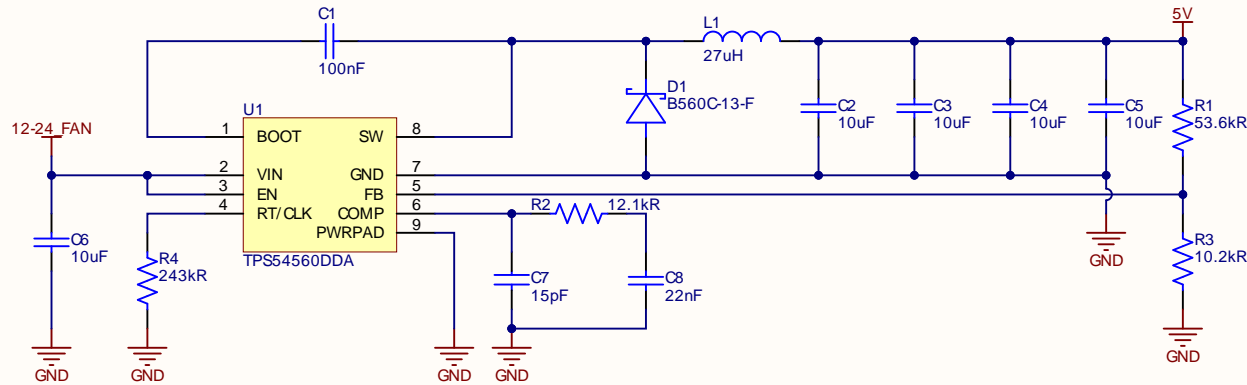 C1
100nF
L1
27uH
5V
D1
B560C-13-F
C2
10uF
C3
10uF
C4
10uF
C5
10uF
R1
53.6kR
12-24_FAN
U1
1 BOOT SW 8
2 VIN GND 7
3 EN FB 5
4 RT/CLK COMP 6
PWRPAD 9
TPS54560DDA
R2 12.1kR
C6
10uF
R4
243kR
C7
15pF
C8
22nF
GND
R3
10.2kR
GND
GND
GND
GND
GND